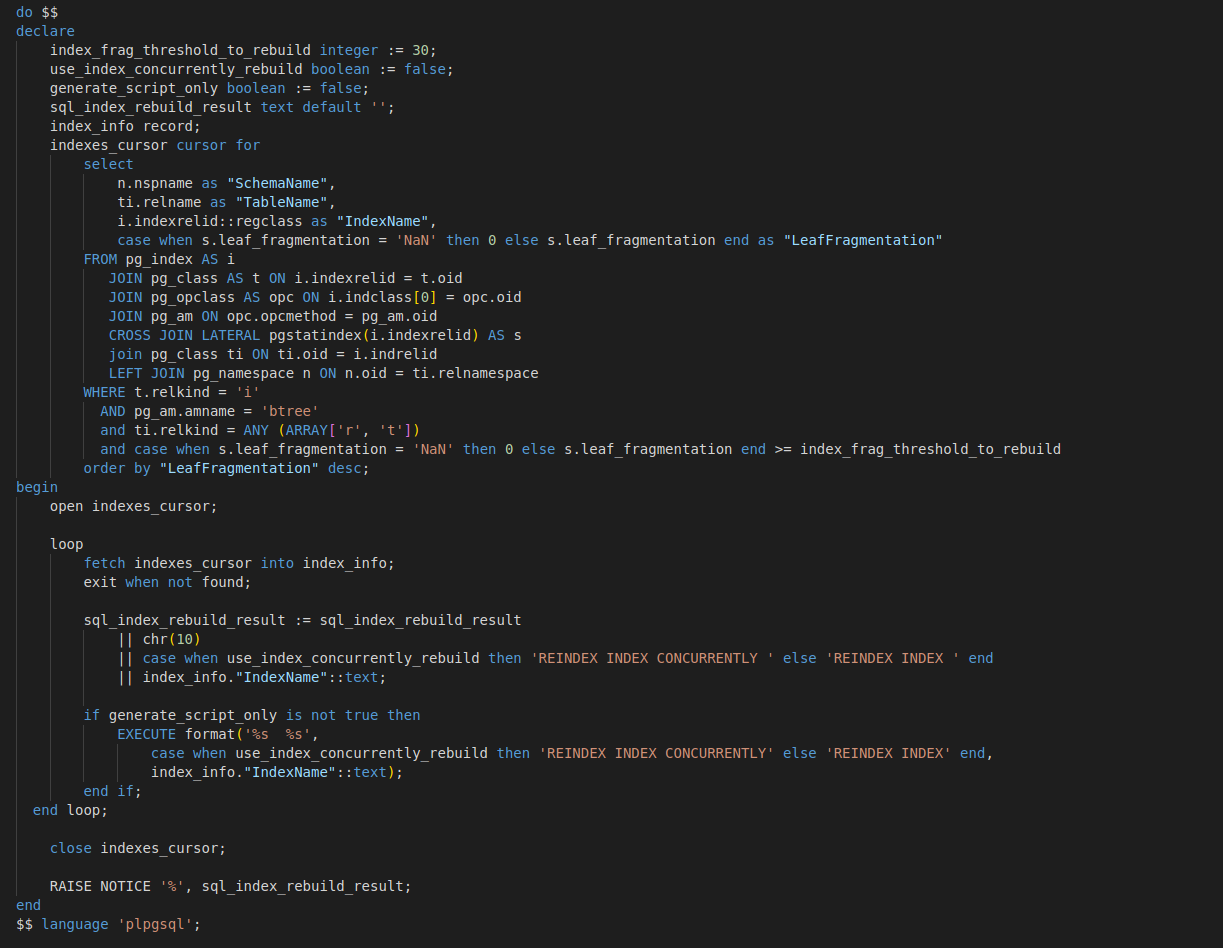 do $$
declare
    index_frag_threshold_to_rebuild integer := 30;
    use_index_concurrently_rebuild boolean := false;
    generate_script_only boolean := false;
    sql_index_rebuild_result text default '';
    index_info record;
    indexes_cursor cursor for
        select
            n.nspname as "SchemaName",
            ti.relname as "TableName",
            i.indexrelid::regclass as "IndexName",
            case when s.leaf_fragmentation = 'NaN' then 0 else s.leaf_fragmentation end as "LeafFragmentation"
        FROM pg_index AS i
           JOIN pg_class AS t ON i.indexrelid = t.oid
           JOIN pg_opclass AS opc ON i.indclass[0] = opc.oid
           JOIN pg_am ON opc.opcmethod = pg_am.oid
           CROSS JOIN LATERAL pgstatindex(i.indexrelid) AS s
           join pg_class ti ON ti.oid = i.indrelid
           LEFT JOIN pg_namespace n ON n.oid = ti.relnamespace
        WHERE t.relkind = 'i'
          AND pg_am.amname = 'btree'
          and ti.relkind = ANY (ARRAY['r', 't'])
          and case when s.leaf_fragmentation = 'NaN' then 0 else s.leaf_fragmentation end >= index_frag_threshold_to_rebuild
        order by "LeafFragmentation" desc;
begin
    open indexes_cursor;

    loop
        fetch indexes_cursor into index_info;
        exit when not found;

        sql_index_rebuild_result := sql_index_rebuild_result
            || chr(10)
            || case when use_index_concurrently_rebuild then 'REINDEX INDEX CONCURRENTLY ' else 'REINDEX INDEX ' end
            || index_info."IndexName"::text;

        if generate_script_only is not true then
            EXECUTE format('%s  %s',
                case when use_index_concurrently_rebuild then 'REINDEX INDEX CONCURRENTLY' else 'REINDEX INDEX' end,
                index_info."IndexName"::text);
        end if;
  end loop;

    close indexes_cursor;

    RAISE NOTICE '%', sql_index_rebuild_result;
end
$$ language 'plpgsql';